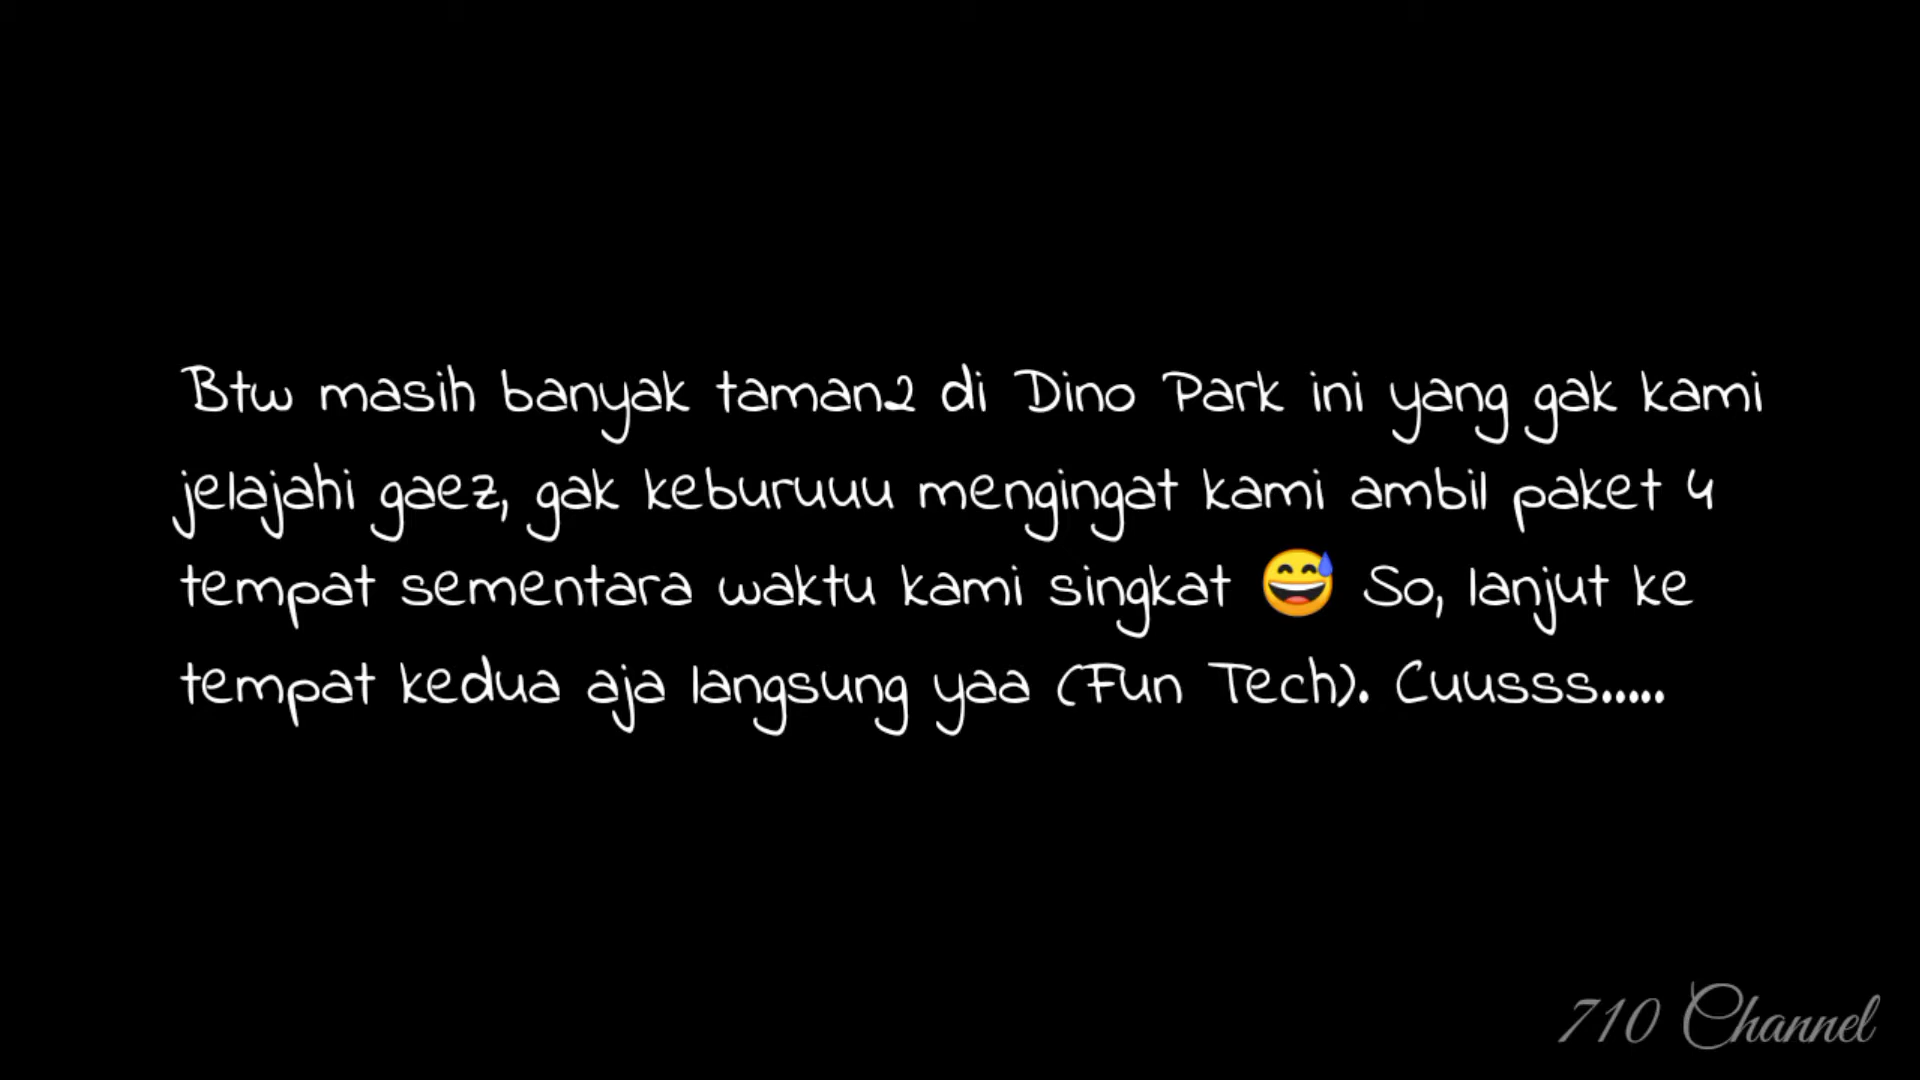 Btw masih banyak taman2 di Dino Park ini yang gak kami
jelajahi gaez, gak keburuuu mengingat kami ambil paket 4
tempat sementara waktu kami singkat 😅 So, lanjut ke
tempat kedua aja langsung yaa (Fun Tech). Cuusss.....
710 Channel